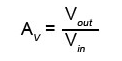 A_v = V_out / V_in